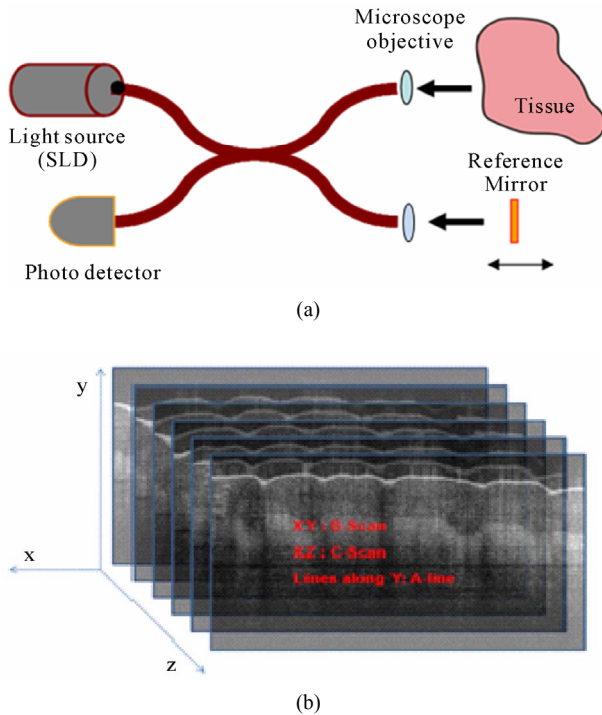 Microscope
objective
Tissue
Light source
(SLD)
Reference
Mirror
Photo detector
(a)
y
XY : B-Scan
XZ : C-Scan
Lines along Y: A-line
x
z
(b)